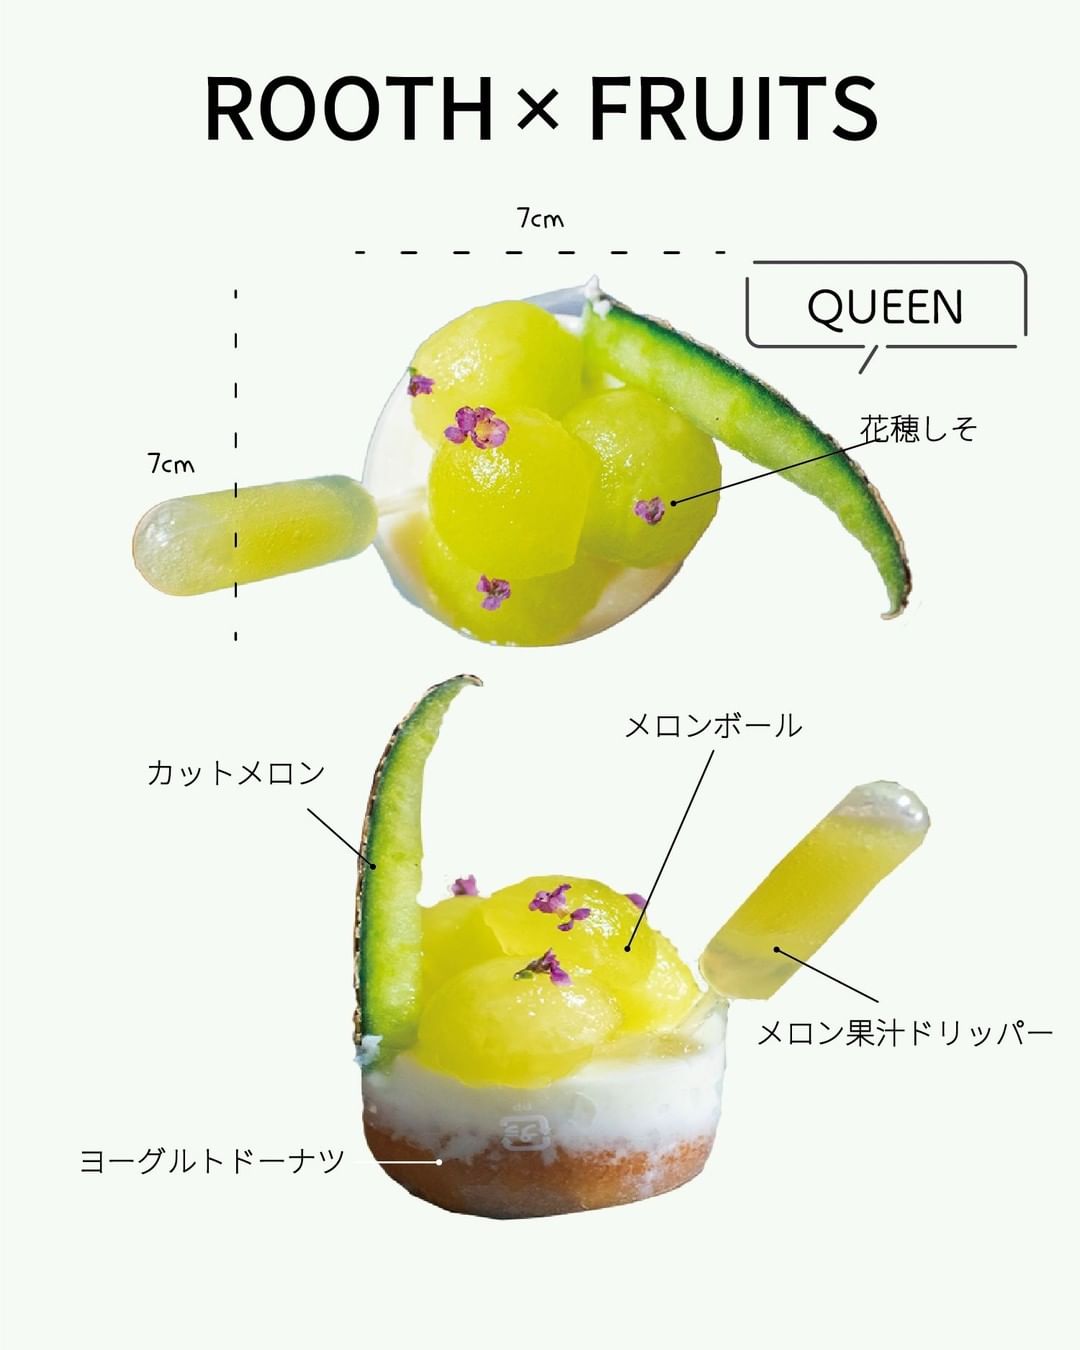 ROOTH × FRUITS
7cm
QUEEN
花穂しそ
7cm
メロンボール
カットメロン
メロン果汁ドリッパー
ヨーグルトドーナツ